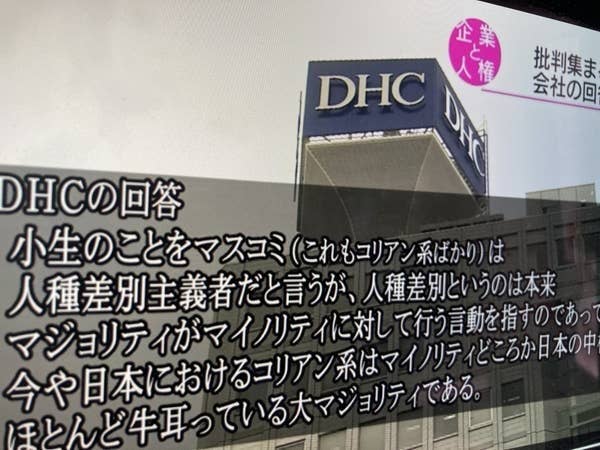 企業
と
人権
批判集ま
会社の回答
DHC
DHC
DHCの回答
小生のことをマスコミ(これもコリアン系ばかり)は
人種差別主義者だと言うが、人種差別というのは本来
マジョリティがマイノリティに対して行う言動を指すのであって
今や日本におけるコリアン系はマイノリティどころか日本の中枢
ほとんど牛耳っている大マジョリティである。